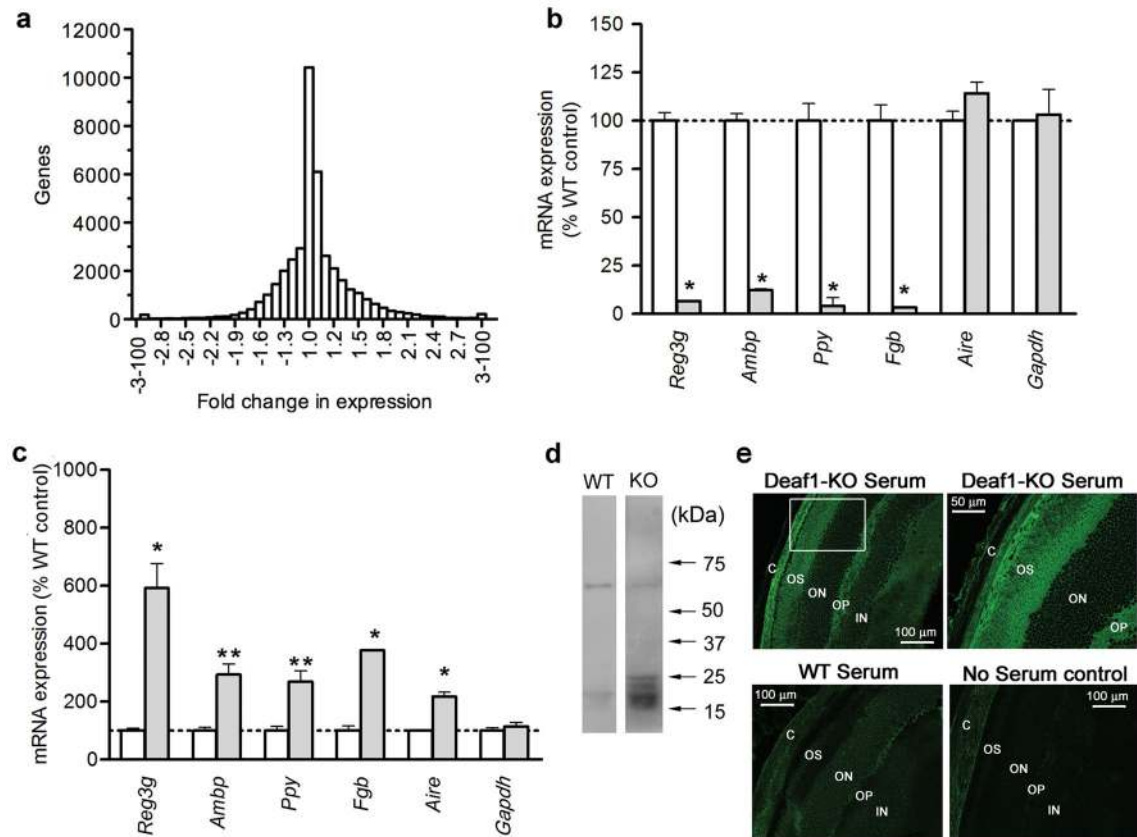 a
12000
10000
8000
6000
4000
2000
0
Genes
-3-100
-2.8
-2.5
-2.2
-1.9
-1.6
-1.3
1.0
1.2
1.5
1.8
2.1
2.4
2.7
3-100
Fold change in expression
b
150
125
100
75
50
25
0
mRNA expression
(% WT control)
* * * *
Reg3g
Ambp
Ppy
Fgb
Aire
Gapdh
c
1000
800
600
400
200
0
mRNA expression (% WT control)
* ** ** * *
Reg3g
Ambp
Ppy
Fgb
Aire
Gapdh
d
WT KO
(kDa)
75
50
37
25
15
e
Deaf1-KO Serum
C
OS
ON
OP
IN
100 µm
Deaf1-KO Serum
50 µm
C
OS
ON
OP
WT Serum
100 µm
C
OS
ON
OP
IN
No Serum control
100 µm
C
OS
ON
OP
IN